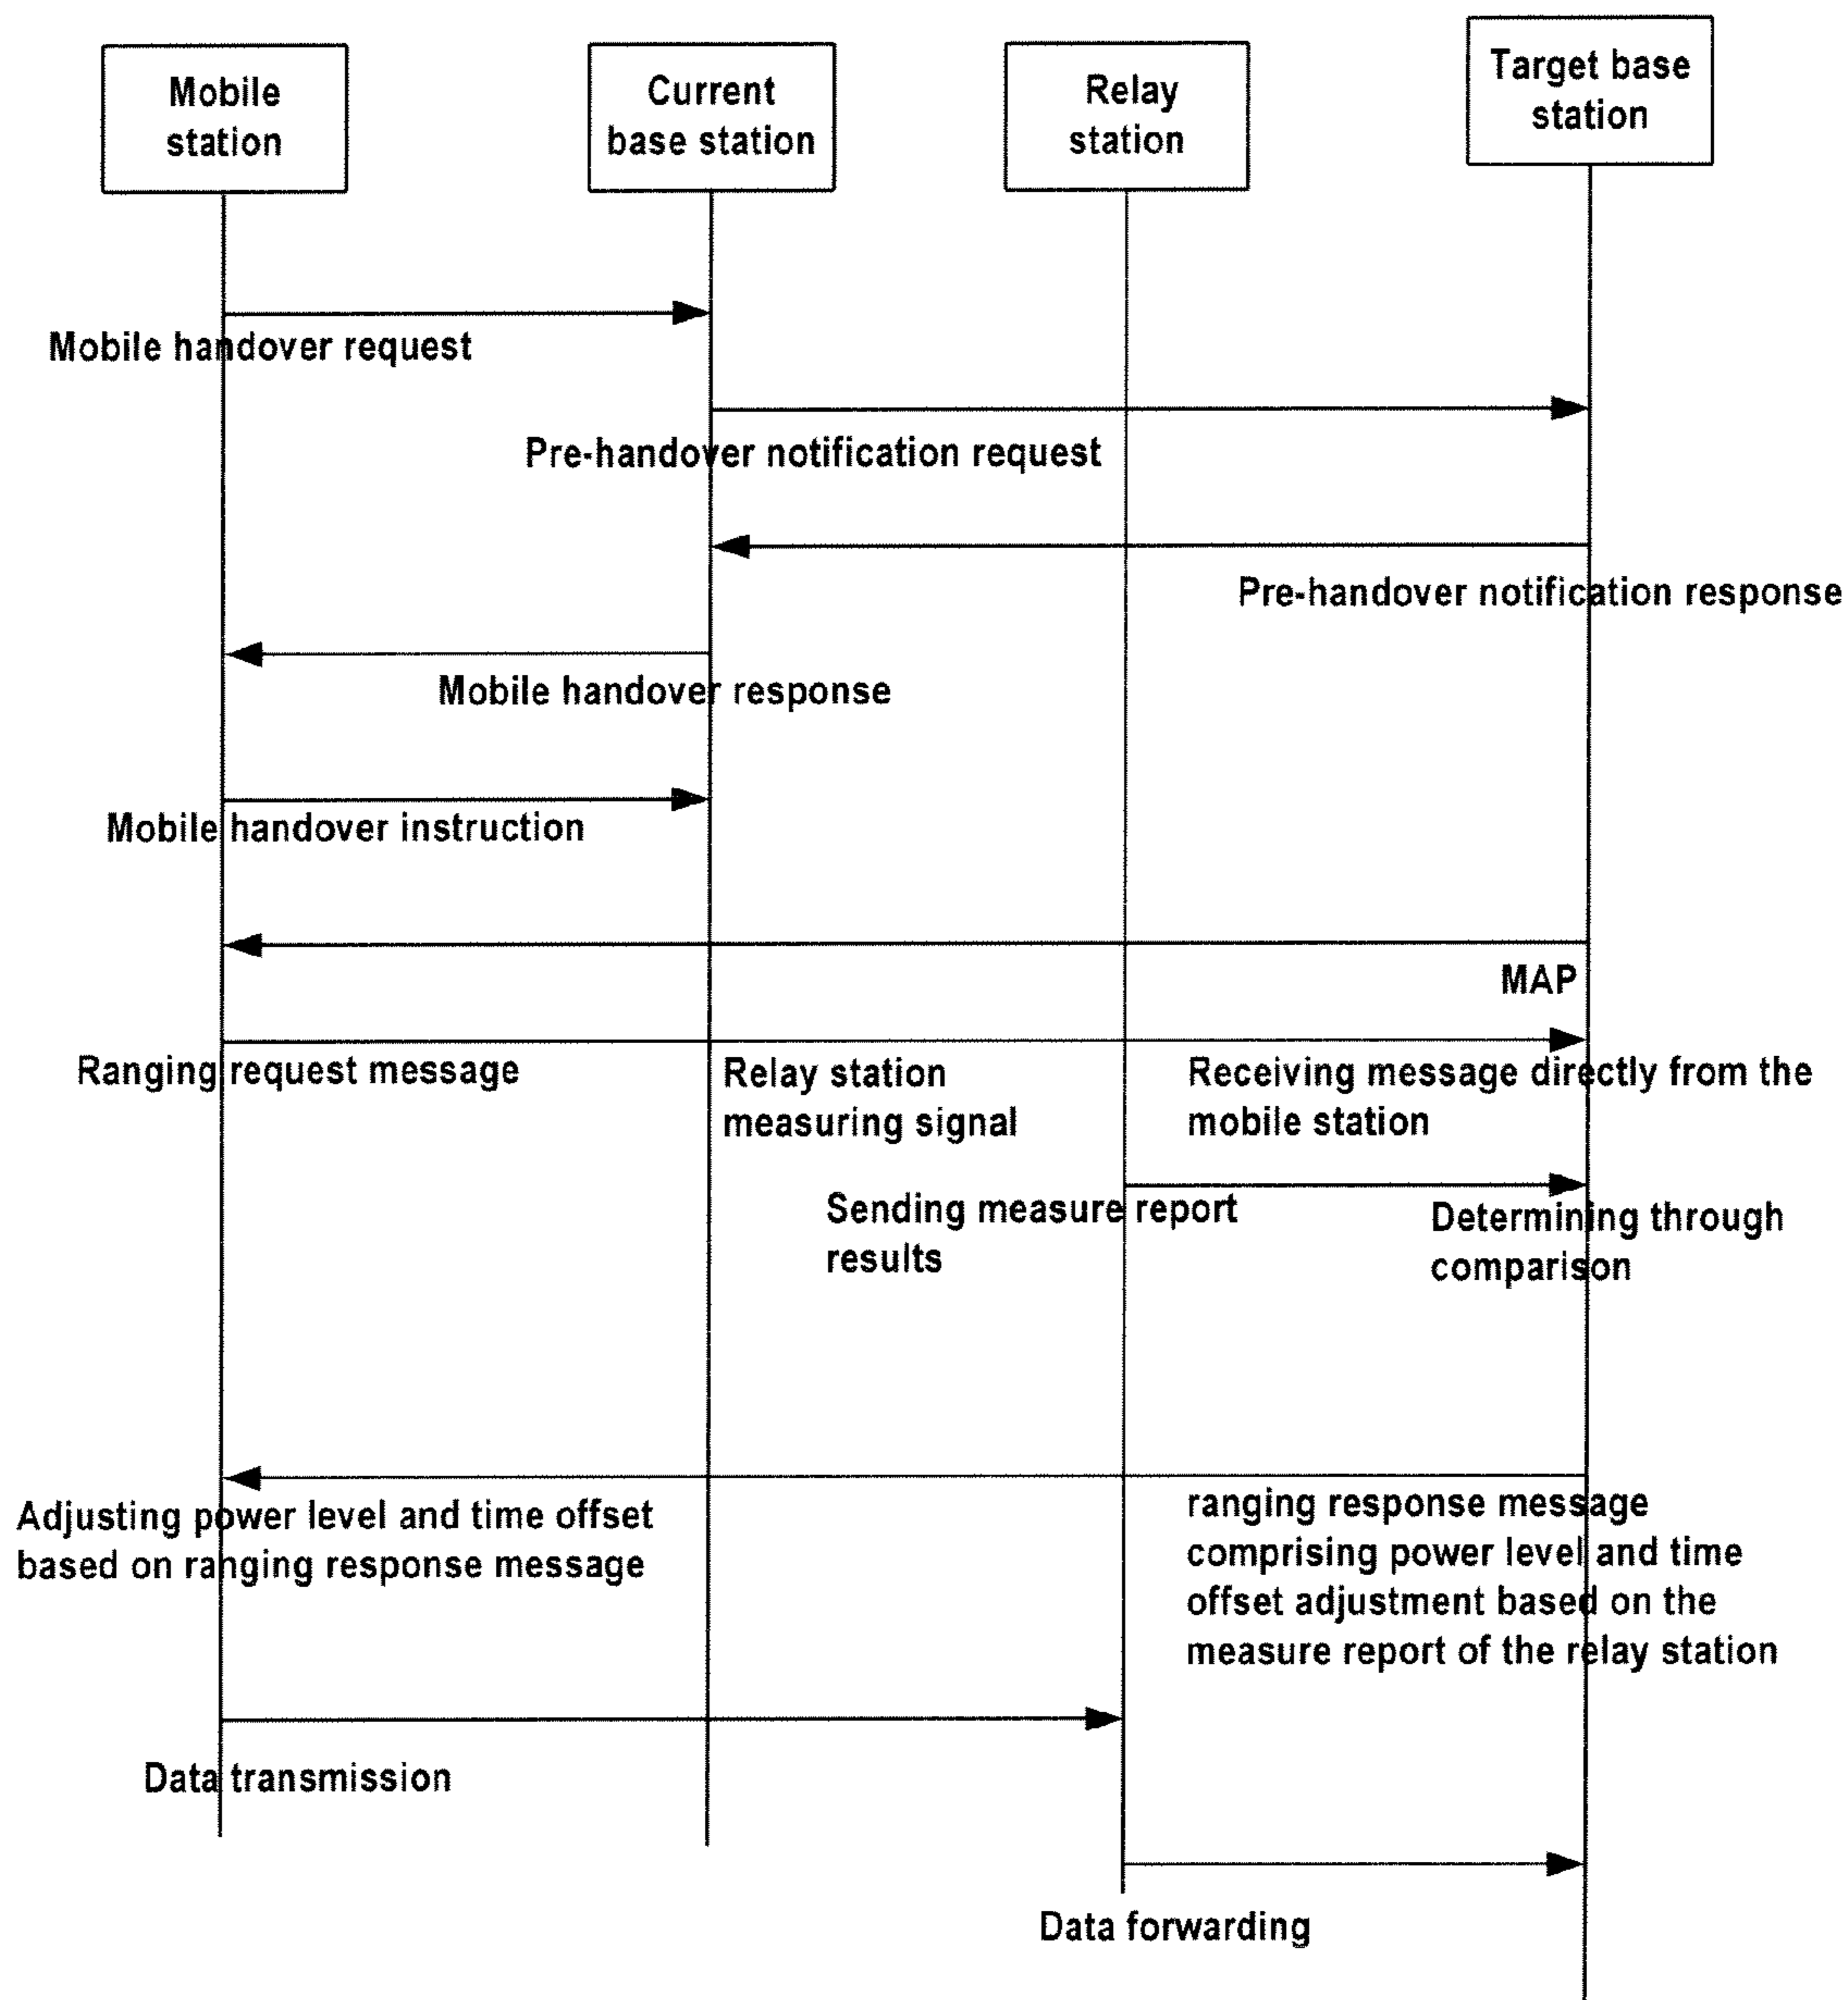 Mobile
station
Current
base station
Relay
station
Target base
station
Mobile handover request
Pre-handover notification request
Pre-handover notification response
Mobile handover response
Mobile handover instruction
MAP
Ranging request message
Relay station
measuring signal
Receiving message directly from the
mobile station
Sending measure report
results
Determining through
comparison
Adjusting power level and time offset
based on ranging response message
ranging response message
comprising power level and time
offset adjustment based on the
measure report of the relay station
Data transmission
Data forwarding